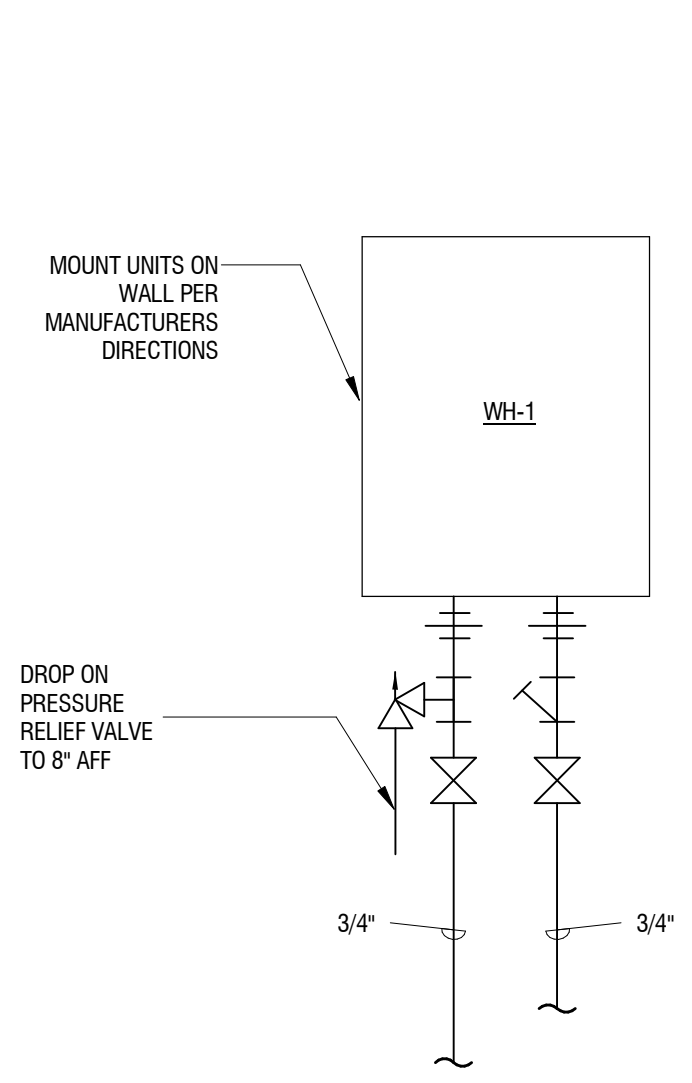 MOUNT UNITS ON
WALL PER
MANUFACTURERS
DIRECTIONS
WH-1
DROP ON
PRESSURE
RELIEF VALVE
TO 8" AFF
3/4"
3/4"